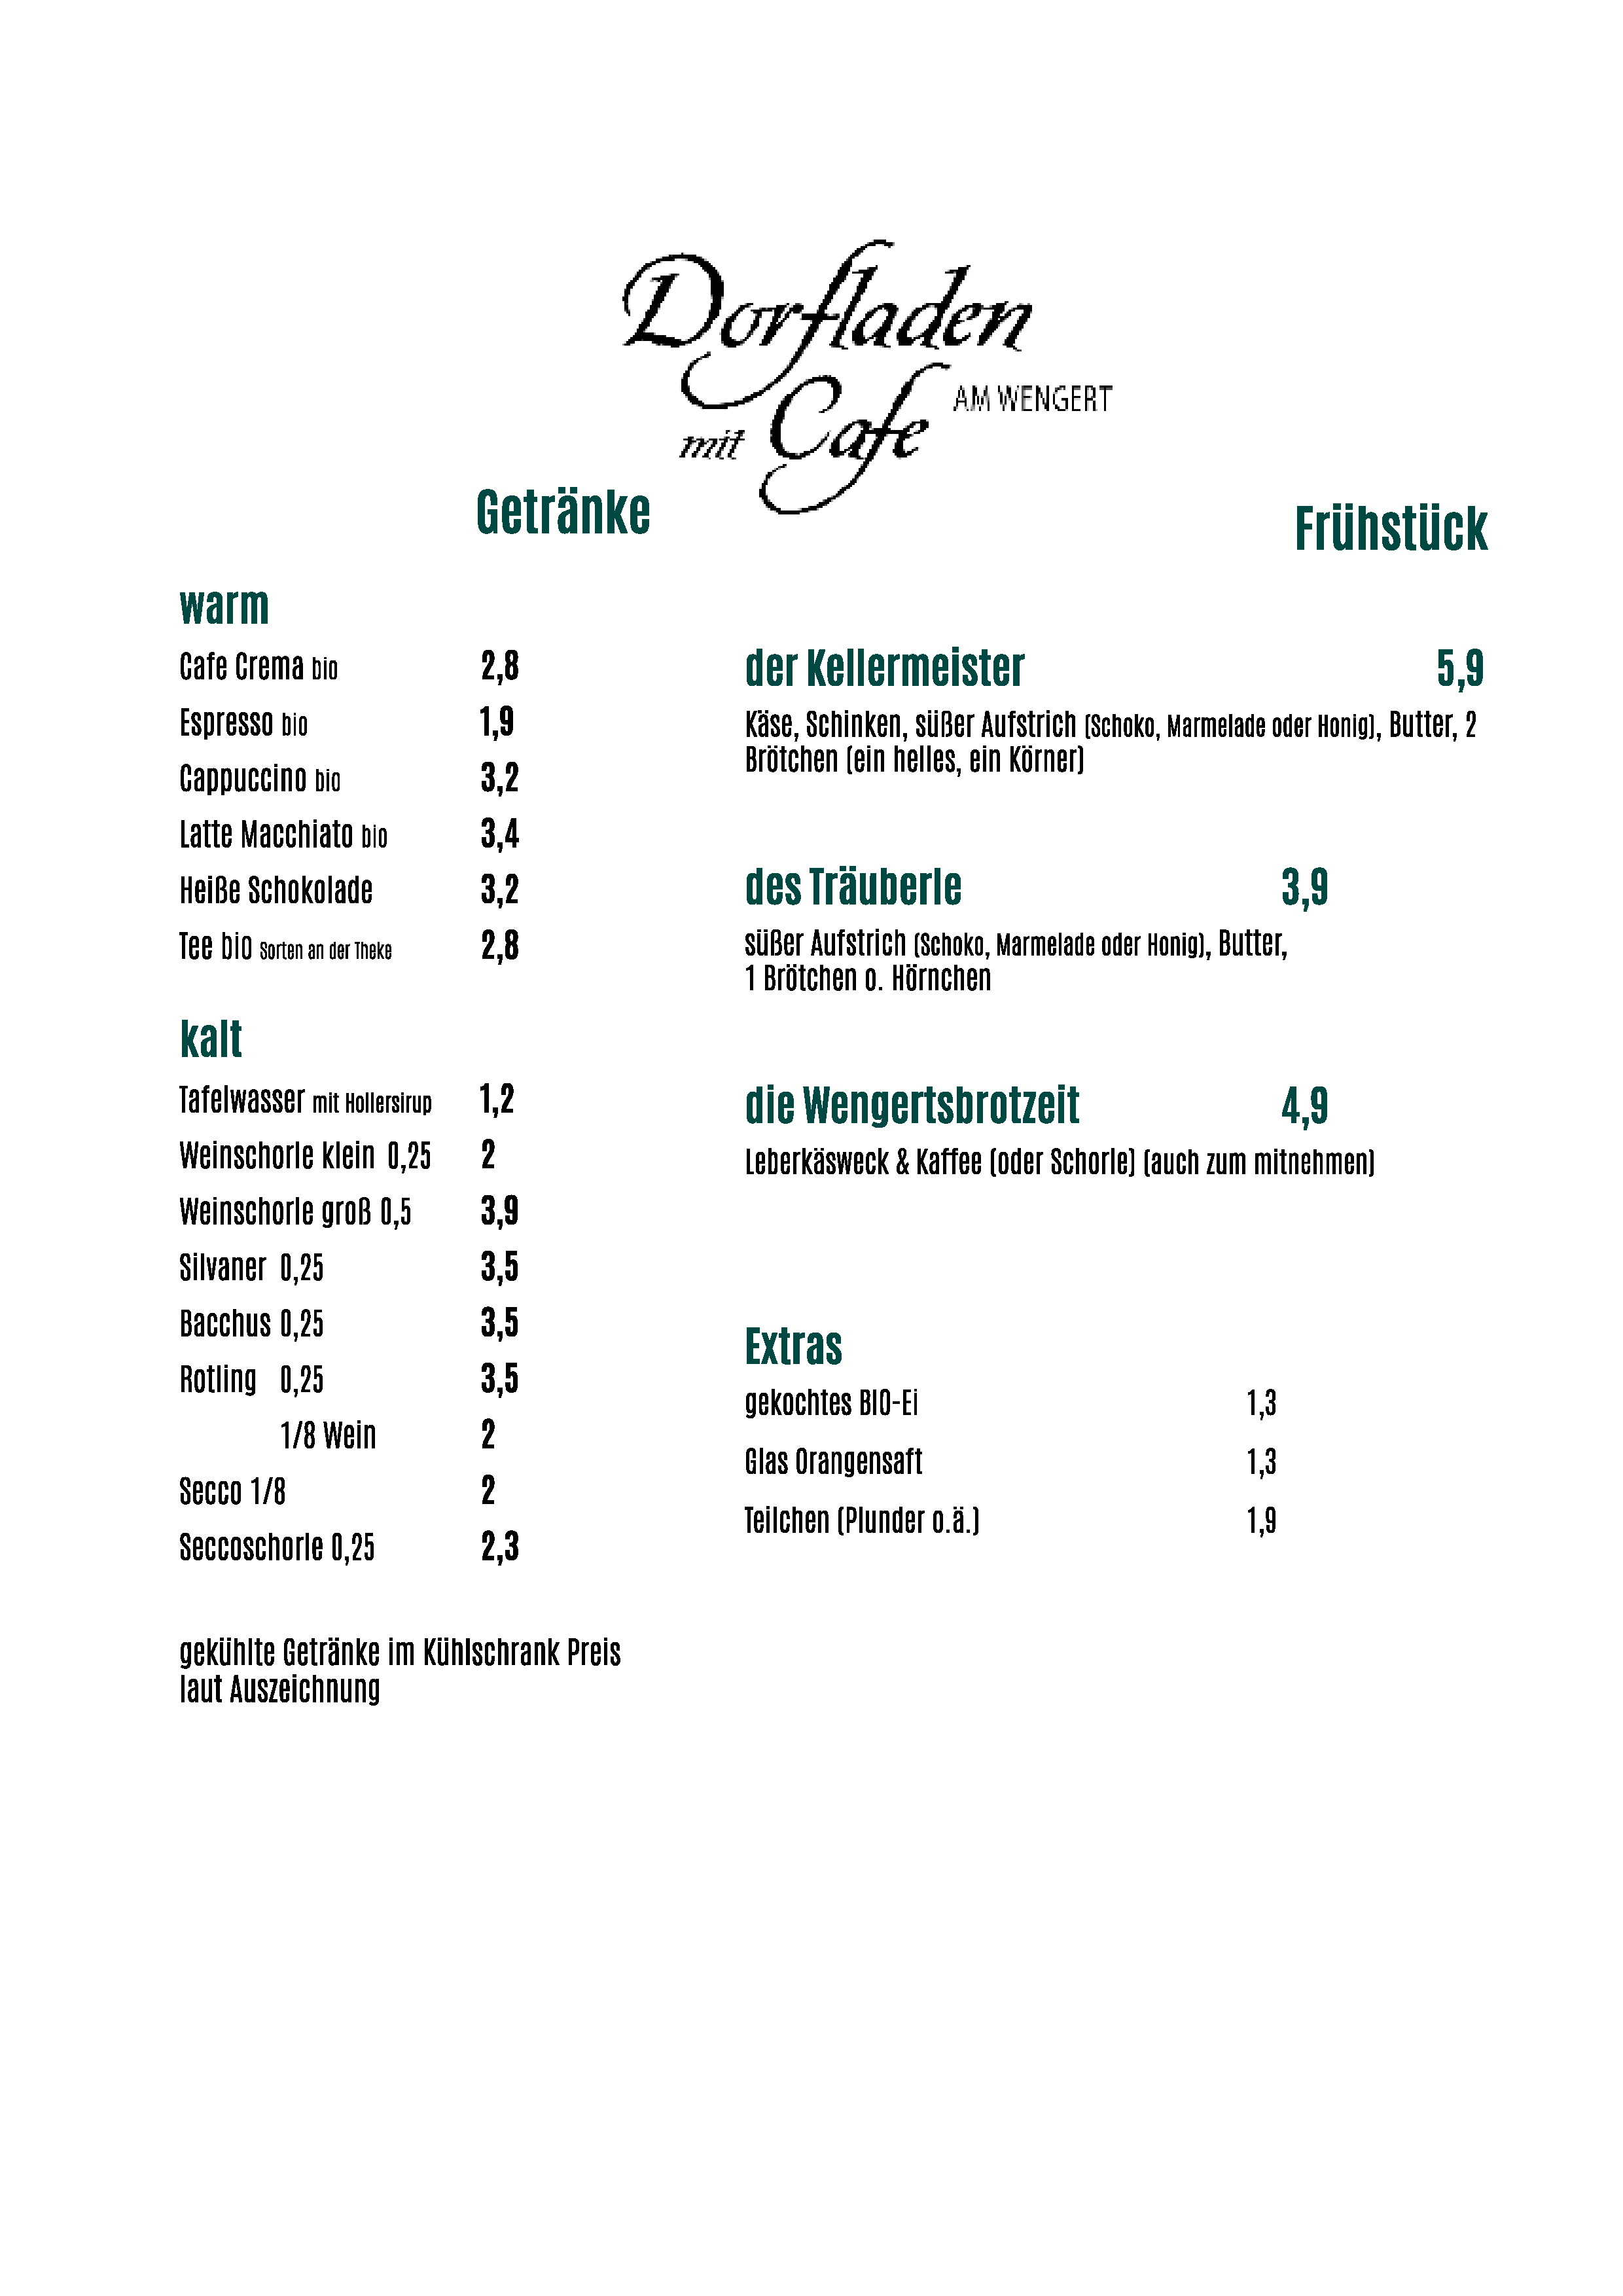 Dorfladen
mit Cafe AM WENGERT
Getränke
warm
Cafe Crema bio 2,8
Espresso bio 1,9
Cappuccino bio 3,2
Latte Macchiato bio 3,4
Heiße Schokolade 3,2
Tee bio Sorten an der Theke 2,8
kalt
Tafelwasser mit Hollersirup 1,2
Weinschorle klein 0,25 2
Weinschorle groß 0,5 3,9
Silvaner 0,25 3,5
Bacchus 0,25 3,5
Rotling 0,25 3,5
1/8 Wein 2
Secco 1/8 2
Seccoschorle 0,25 2,3
gekühlte Getränke im Kühlschrank Preis
laut Auszeichnung
Frühstück
der Kellermeister 5,9
Käse, Schinken, süßer Aufstrich (Schoko, Marmelade oder Honig), Butter, 2
Brötchen (ein helles, ein Körner)
des Träuberle 3,9
süßer Aufstrich (Schoko, Marmelade oder Honig), Butter,
1 Brötchen o. Hörnchen
die Wengertsbrotzeit 4,9
Leberkäsweck & Kaffee (oder Schorle) (auch zum mitnehmen)
Extras
gekochtes BIO-Ei 1,3
Glas Orangensaft 1,3
Teilchen (Plunder o.ä.) 1,9